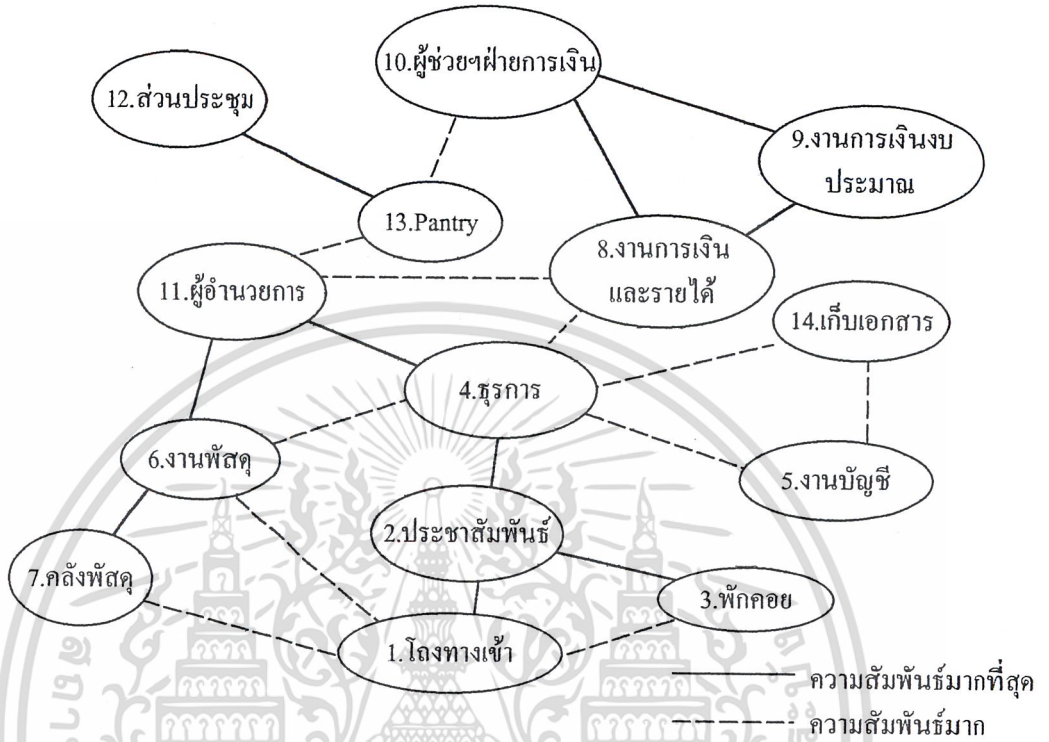 10.ผู้ช่วยฯฝ่ายการเงิน
12.ส่วนประชุม
9.งานการเงินงบ
ประมาณ
13.Pantry
8.งานการเงิน
และรายได้
11.ผู้อำนวยการ
14.เก็บเอกสาร
4.ธุรการ
6.งานพัสดุ
5.งานบัญชี
2.ประชาสัมพันธ์
7.คลังพัสดุ
3.พักคอย
1.โถงทางเข้า
ความสัมพันธ์มากที่สุด
ความสัมพันธ์มาก